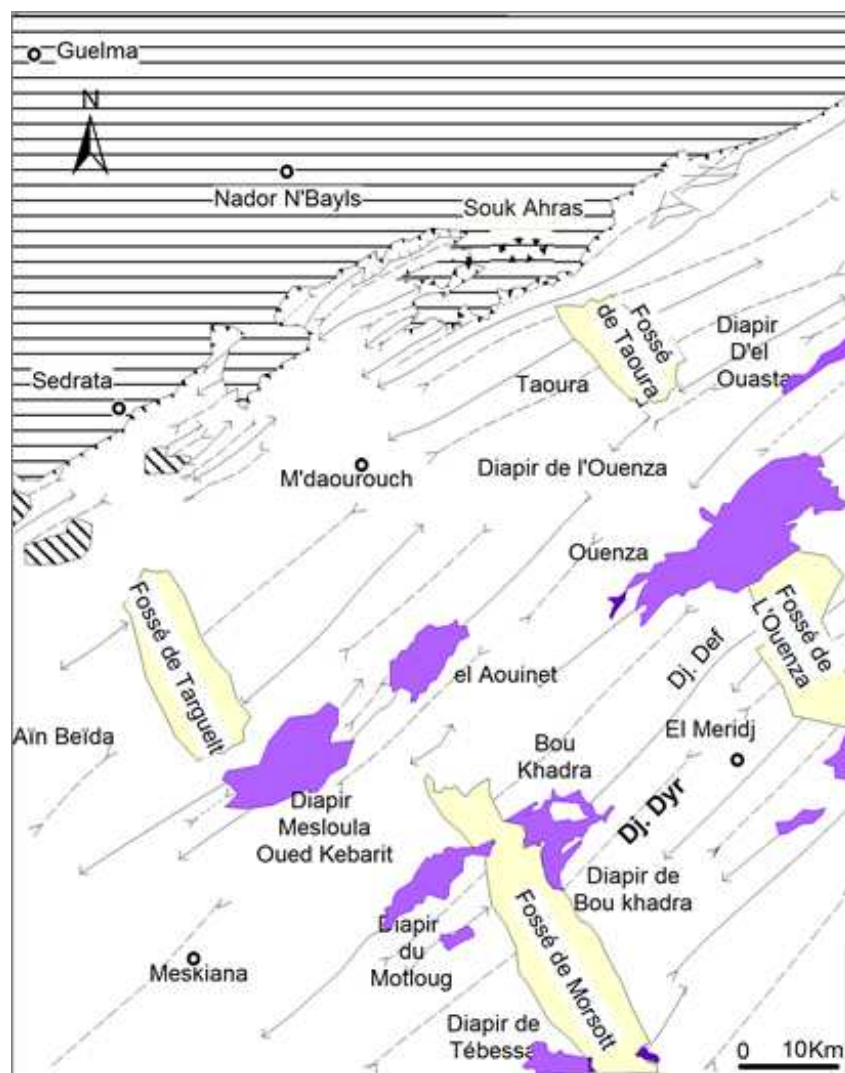 Guelma
N
Nador N'Bayls
Souk Ahras
Fossé
de Taoura
Diapir
D'el
Ouasta
Sedrata
Taoura
M'daourouch
Diapir de l'Ouenza
Ouenza
Fossé de
L'Ouenza
Fossé de Targuelt
Dj. Def
el Aouinet
Aïn Beïda
El Meridj
Bou
Khadra
Dj. Dyr
Diapir
Mesloula
Oued Kebarit
Diapir de
Bou khadra
Fossé de Morsott
Diapir
du
Motloug
Meskiana
Diapir de
Tébessa
0 10Km